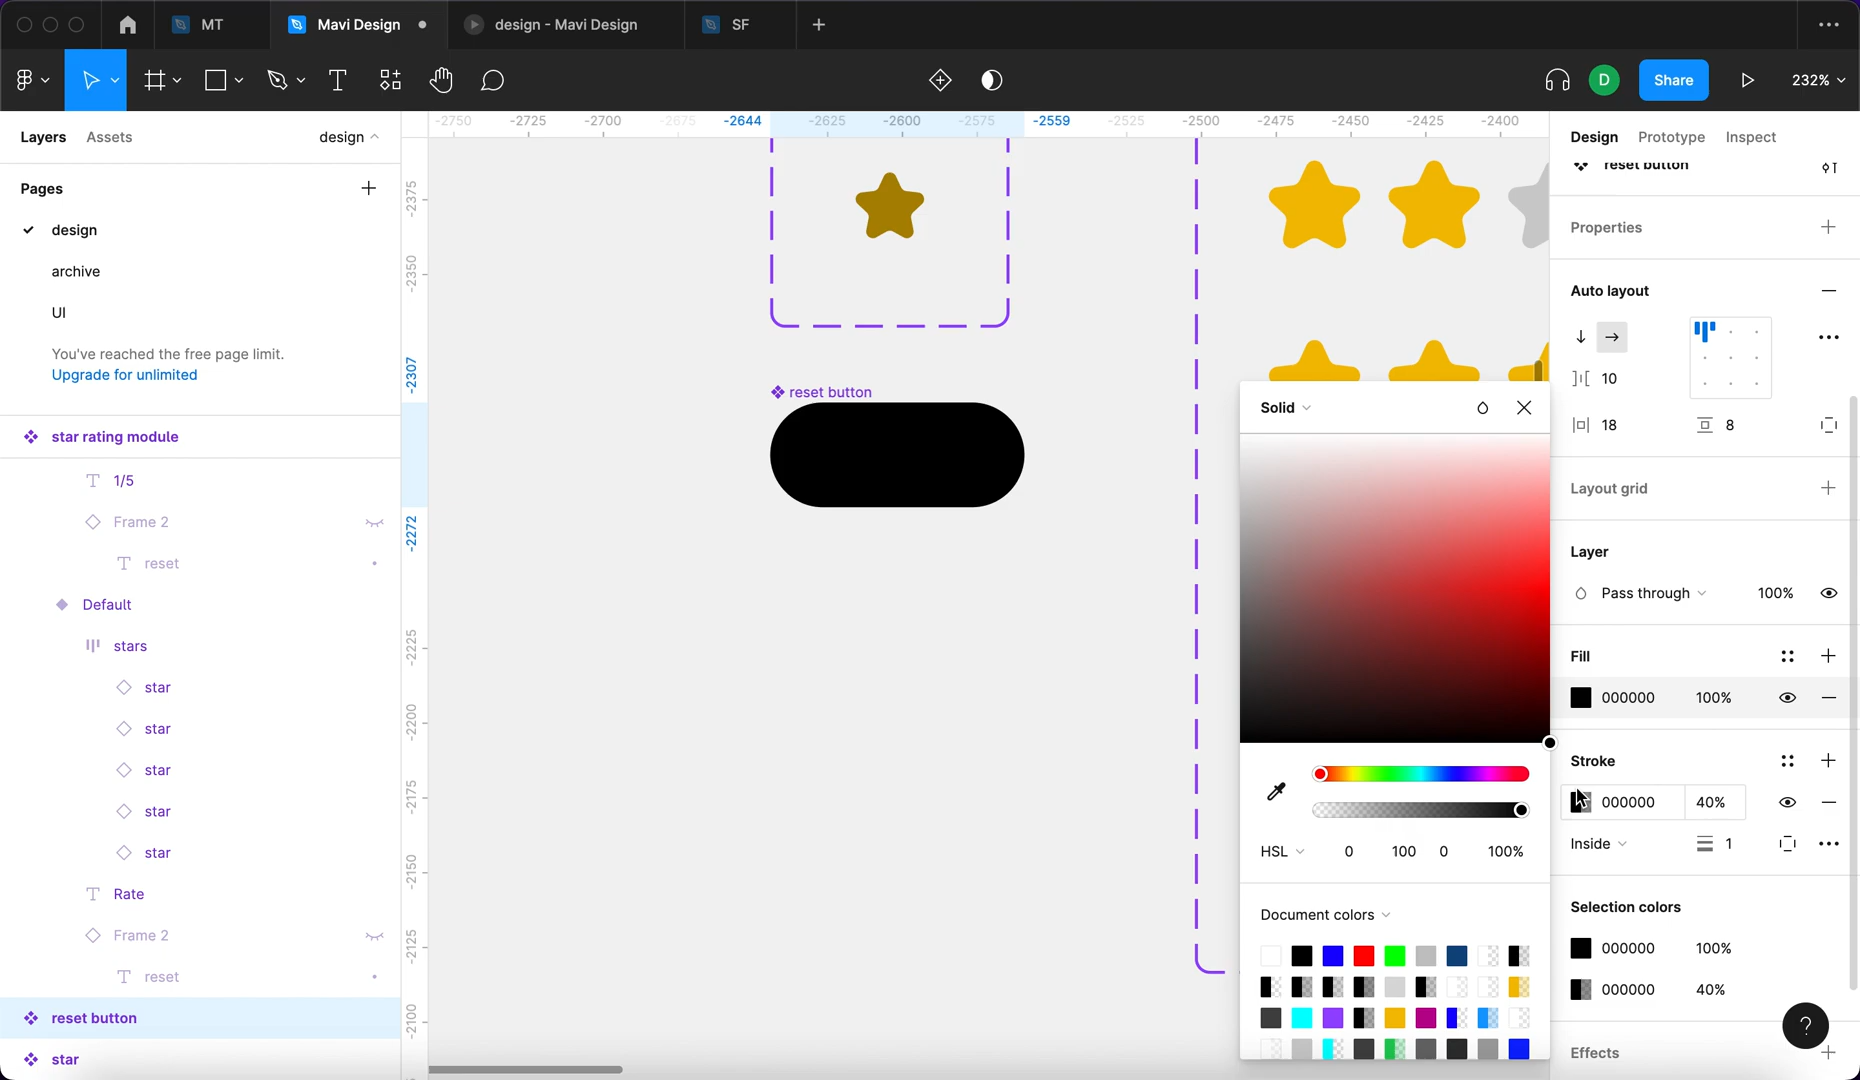 MT
Mavi Design
design - Mavi Design
SF
D
Share
232%
Layers
Assets
design
-2750
-2725
-2700
-2675
-2644
-2625
-2600
-2575
-2559
-2525
-2500
-2475
-2450
-2425
-2400
Design
Prototype
Inspect
Pages
design
archive
UI
You've reached the free page limit.
Upgrade for unlimited
star rating module
1/5
Frame 2
reset
Default
stars
star
star
star
star
star
Rate
Frame 2
reset
reset button
star
-2375
-2350
-2307
-2272
-2225
-2200
-2175
-2150
-2125
-2100
reset button
Solid
HSL
0
100
0
100%
Document colors
reset button
Properties
Auto layout
10
18
8
Layout grid
Layer
Pass through
100%
Fill
000000
100%
Stroke
000000
40%
Inside
1
Selection colors
000000
100%
000000
40%
Effects
?